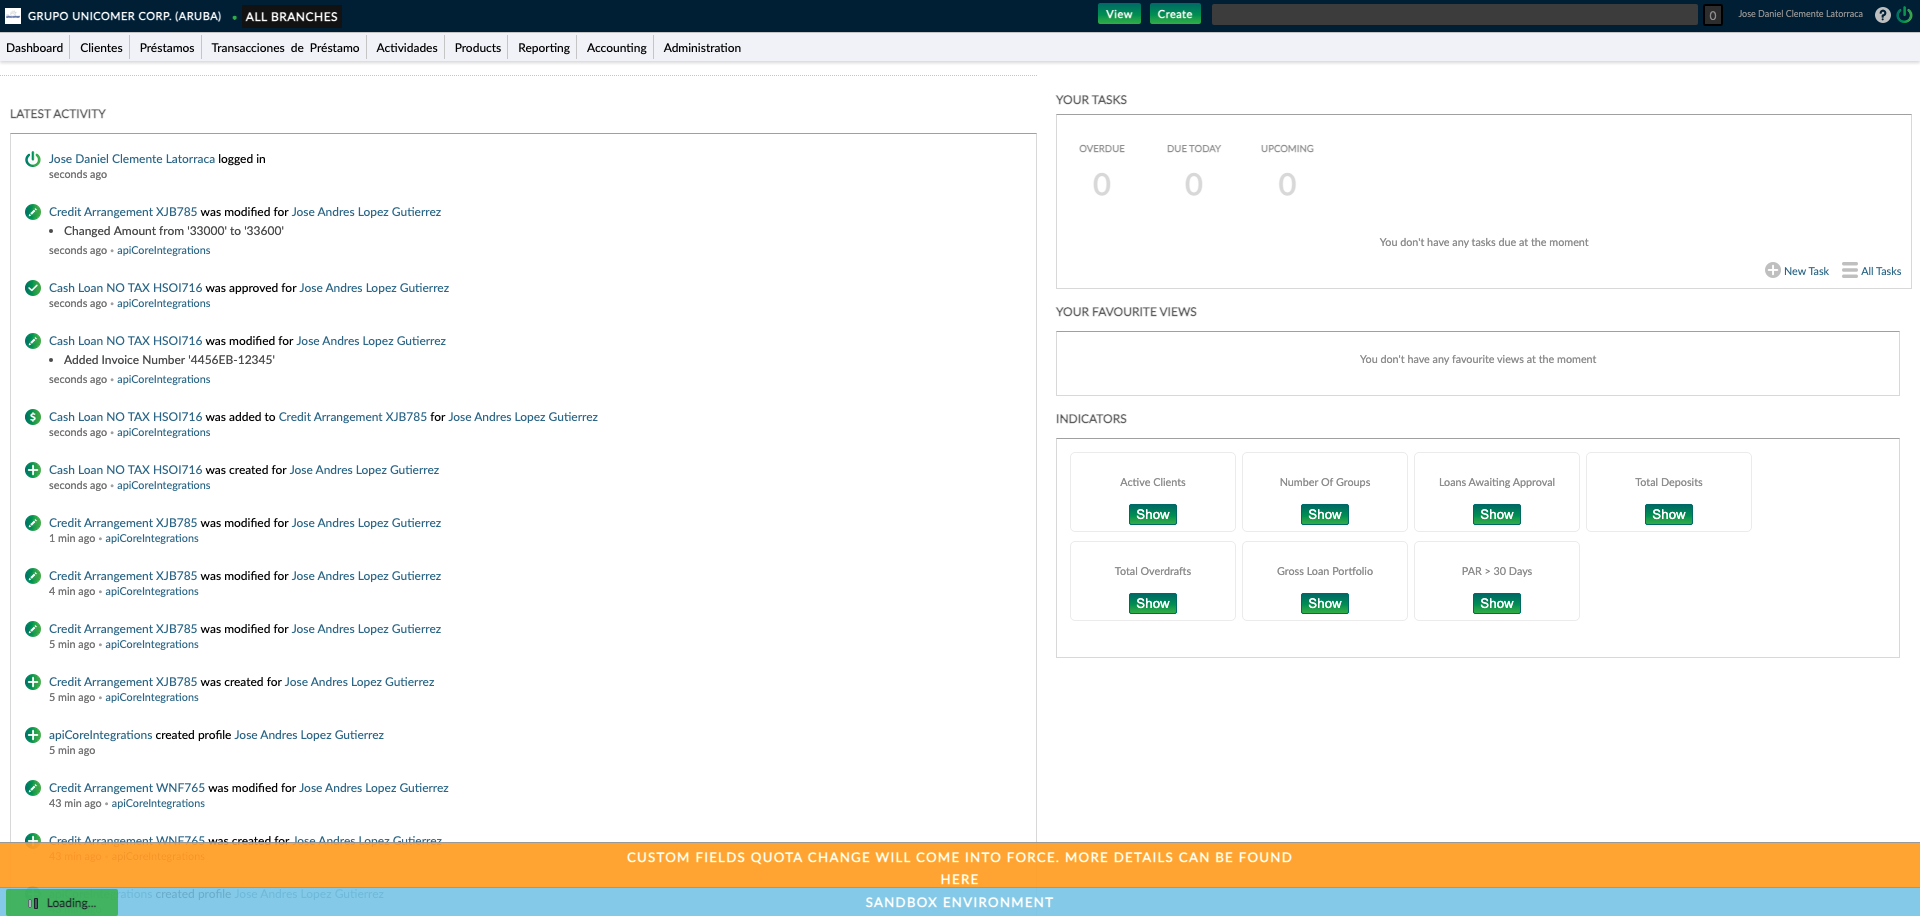 GRUPO UNICOMER CORP. (ARUBA) • ALL BRANCHES
View Create 0 Jose Daniel Clemente Latorraca ?
Dashboard Clientes Préstamos Transacciones de Préstamo Actividades Products Reporting Accounting Administration
LATEST ACTIVITY
Jose Daniel Clemente Latorraca logged in
seconds ago
Credit Arrangement XJB785 was modified for Jose Andres Lopez Gutierrez
• Changed Amount from '33000' to '33600'
seconds ago • apiCoreIntegrations
Cash Loan NO TAX HSOI716 was approved for Jose Andres Lopez Gutierrez
seconds ago • apiCoreIntegrations
Cash Loan NO TAX HSOI716 was modified for Jose Andres Lopez Gutierrez
• Added Invoice Number '4456EB-12345'
seconds ago • apiCoreIntegrations
Cash Loan NO TAX HSOI716 was added to Credit Arrangement XJB785 for Jose Andres Lopez Gutierrez
seconds ago • apiCoreIntegrations
Cash Loan NO TAX HSOI716 was created for Jose Andres Lopez Gutierrez
seconds ago • apiCoreIntegrations
Credit Arrangement XJB785 was modified for Jose Andres Lopez Gutierrez
1 min ago • apiCoreIntegrations
Credit Arrangement XJB785 was modified for Jose Andres Lopez Gutierrez
4 min ago • apiCoreIntegrations
Credit Arrangement XJB785 was modified for Jose Andres Lopez Gutierrez
5 min ago • apiCoreIntegrations
Credit Arrangement XJB785 was created for Jose Andres Lopez Gutierrez
5 min ago • apiCoreIntegrations
apiCoreIntegrations created profile Jose Andres Lopez Gutierrez
5 min ago
Credit Arrangement WNF765 was modified for Jose Andres Lopez Gutierrez
43 min ago • apiCoreIntegrations
Credit Arrangement WNF765 was created for Jose Andres Lopez Gutierrez
43 min ago • apiCoreIntegrations
created profile Jose Andres Lopez Gutierrez
YOUR TASKS
OVERDUE DUE TODAY UPCOMING
0 0 0
You don't have any tasks due at the moment
New Task All Tasks
YOUR FAVOURITE VIEWS
You don't have any favourite views at the moment
INDICATORS
Active Clients Number Of Groups Loans Awaiting Approval Total Deposits
Show Show Show Show
Total Overdrafts Gross Loan Portfolio PAR > 30 Days
Show Show Show
CUSTOM FIELDS QUOTA CHANGE WILL COME INTO FORCE. MORE DETAILS CAN BE FOUND
HERE
Loading...
SANDBOX ENVIRONMENT